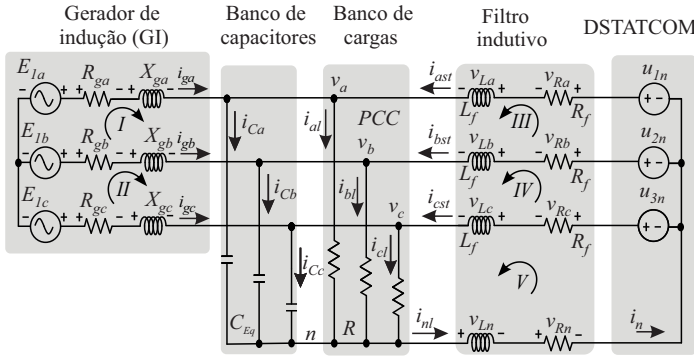 Gerador de indução (GI)
Banco de capacitores
Banco de cargas
Filtro indutivo
DSTATCOM
E1a Rga Xga iga
va
iast vLa vRa u1n
Lf Rf
I
iCa ial PCC
III
E1b Rgb Xgb igb
vb
ibst vLb vRb u2n
Lf Rf
II
iCb ibl
IV
E1c Rgc Xgc igc
vc
icst vLc vRc u3n
Lf Rf
iCc icl
V
CEq n R
inl vLn vRn in